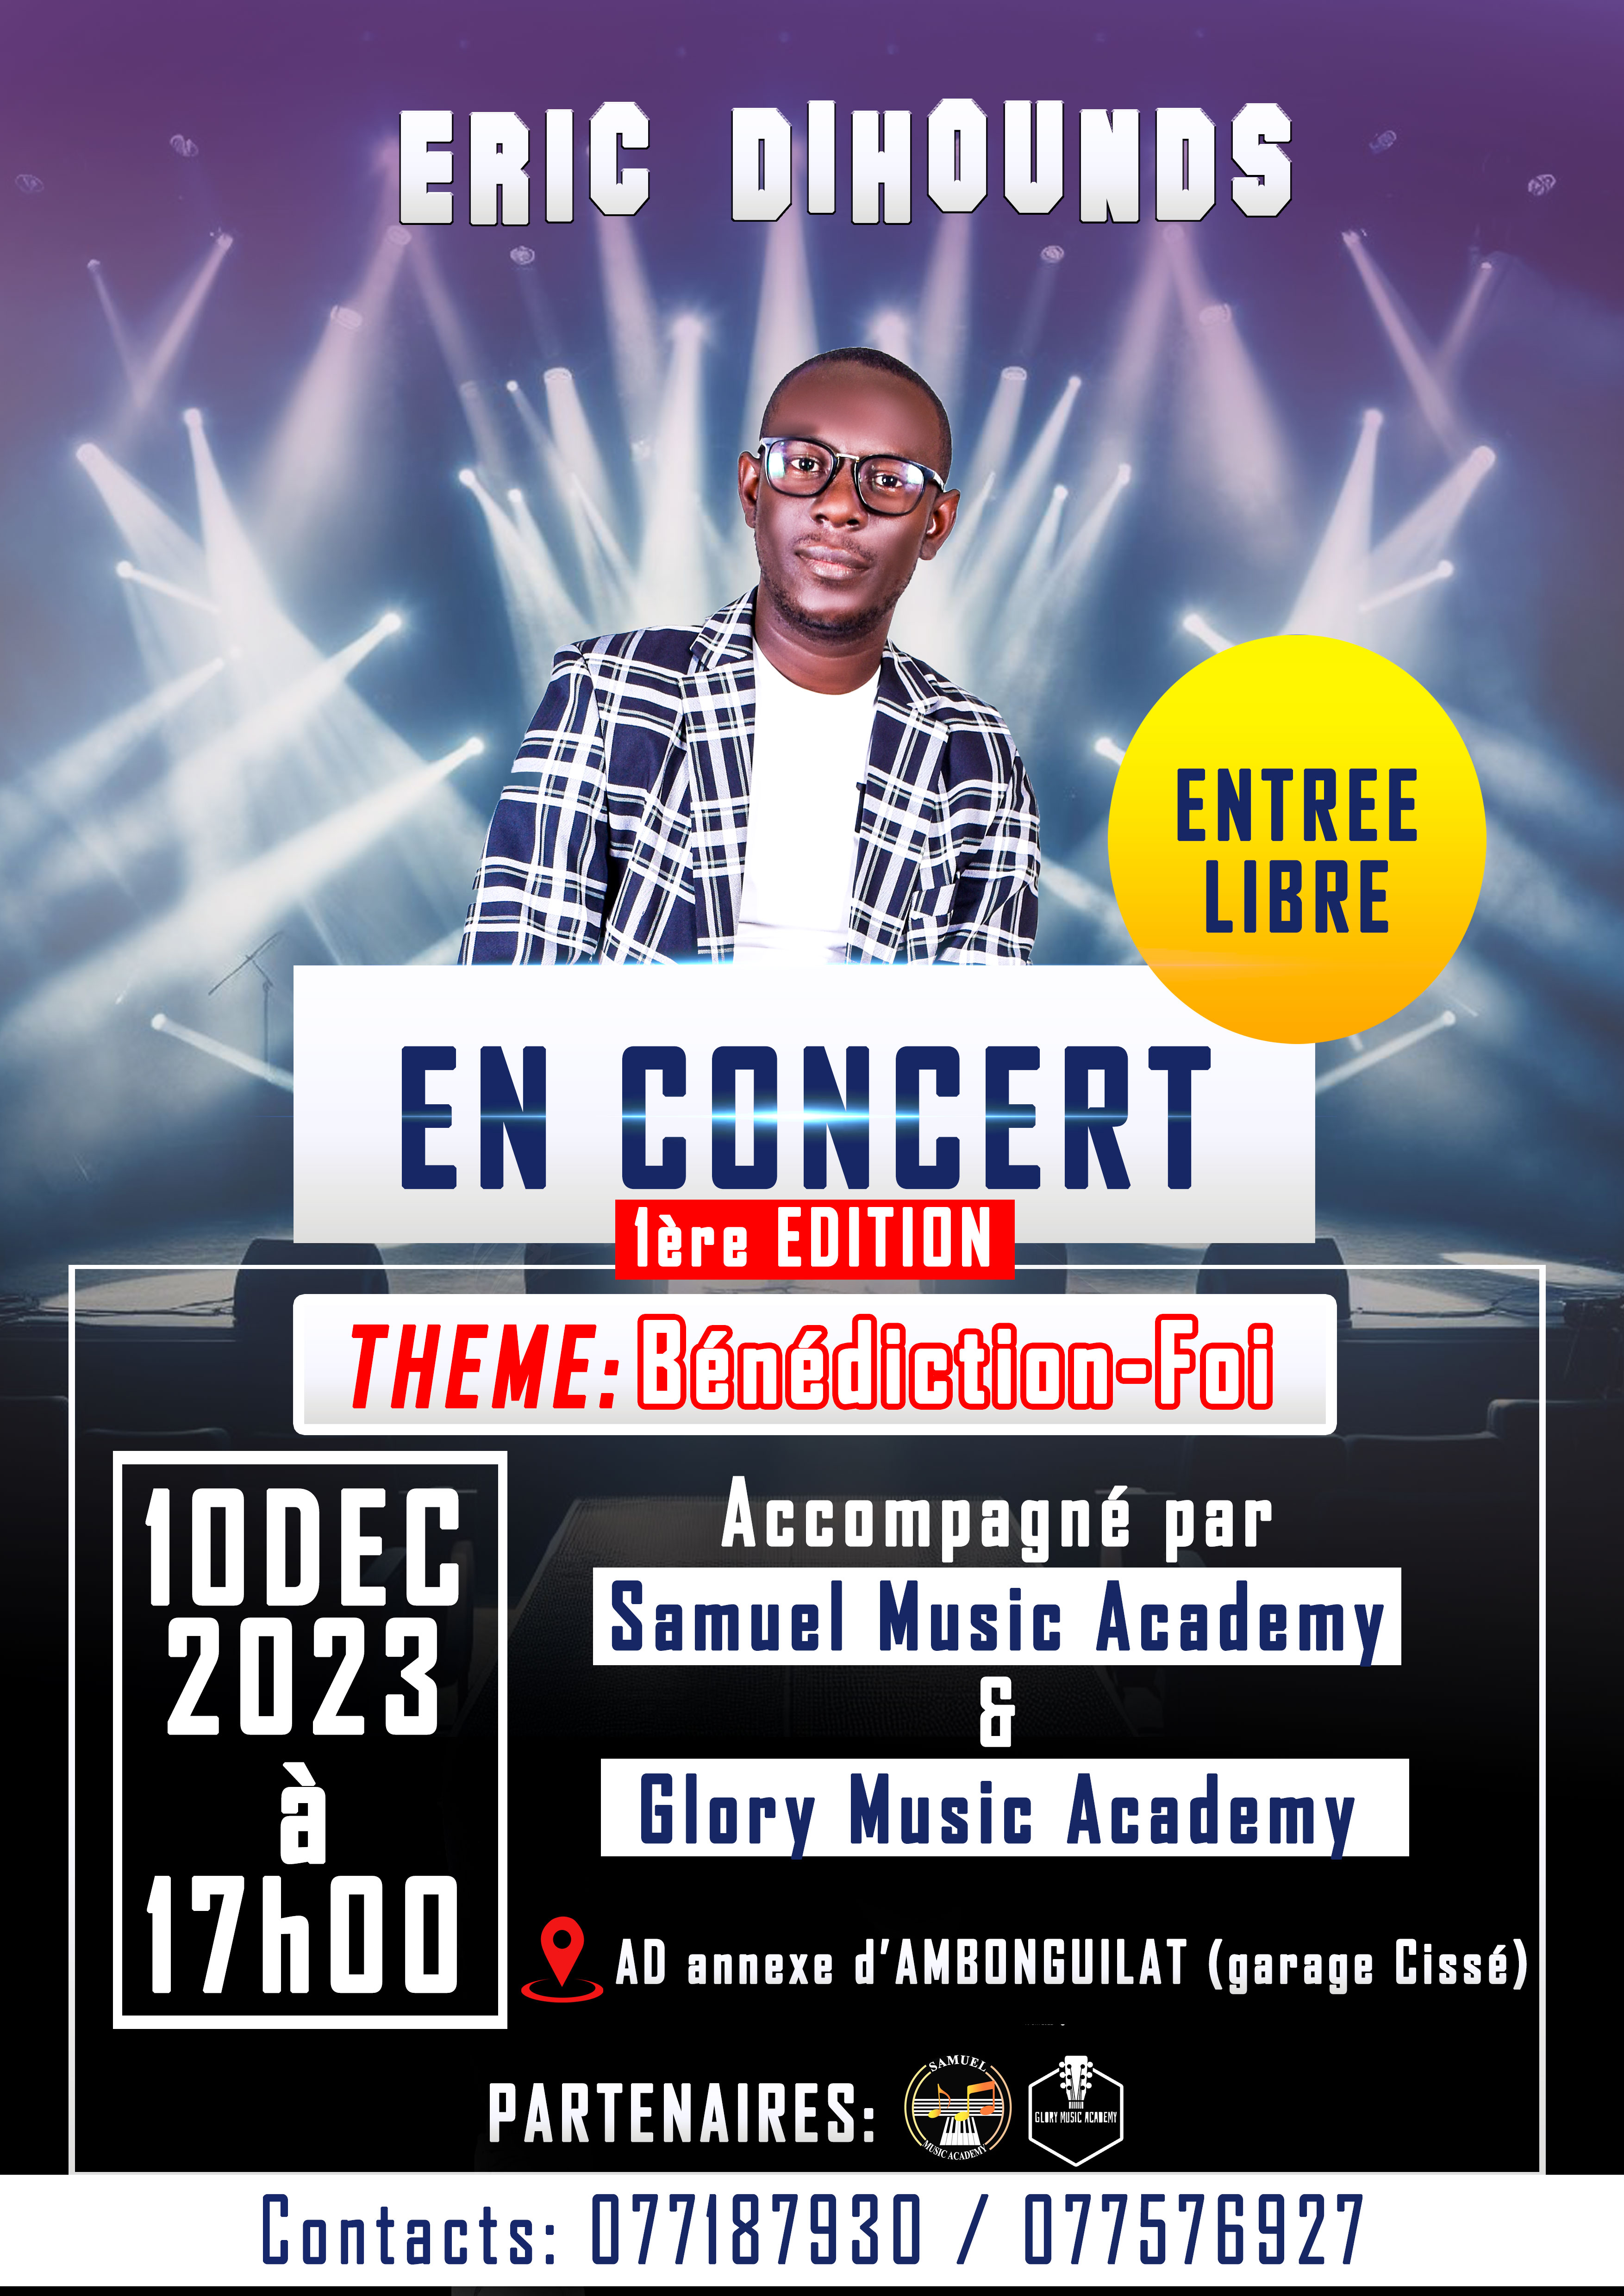 ERIC DIHOUNDS
ENTREE
LIBRE
EN CONCERT
1ère EDITION
THEME: Bénédiction-Foi
10DEC
2023
à
17h00
Accompagné par
Samuel Music Academy
&
Glory Music Academy
AD annexe d'AMBONGUILAT (garage Cissé)
PARTENAIRES:
SAMUEL
MUSIC ACADEMY
GLORY MUSIC ACADEMY
Contacts: 077187930 / 077576927